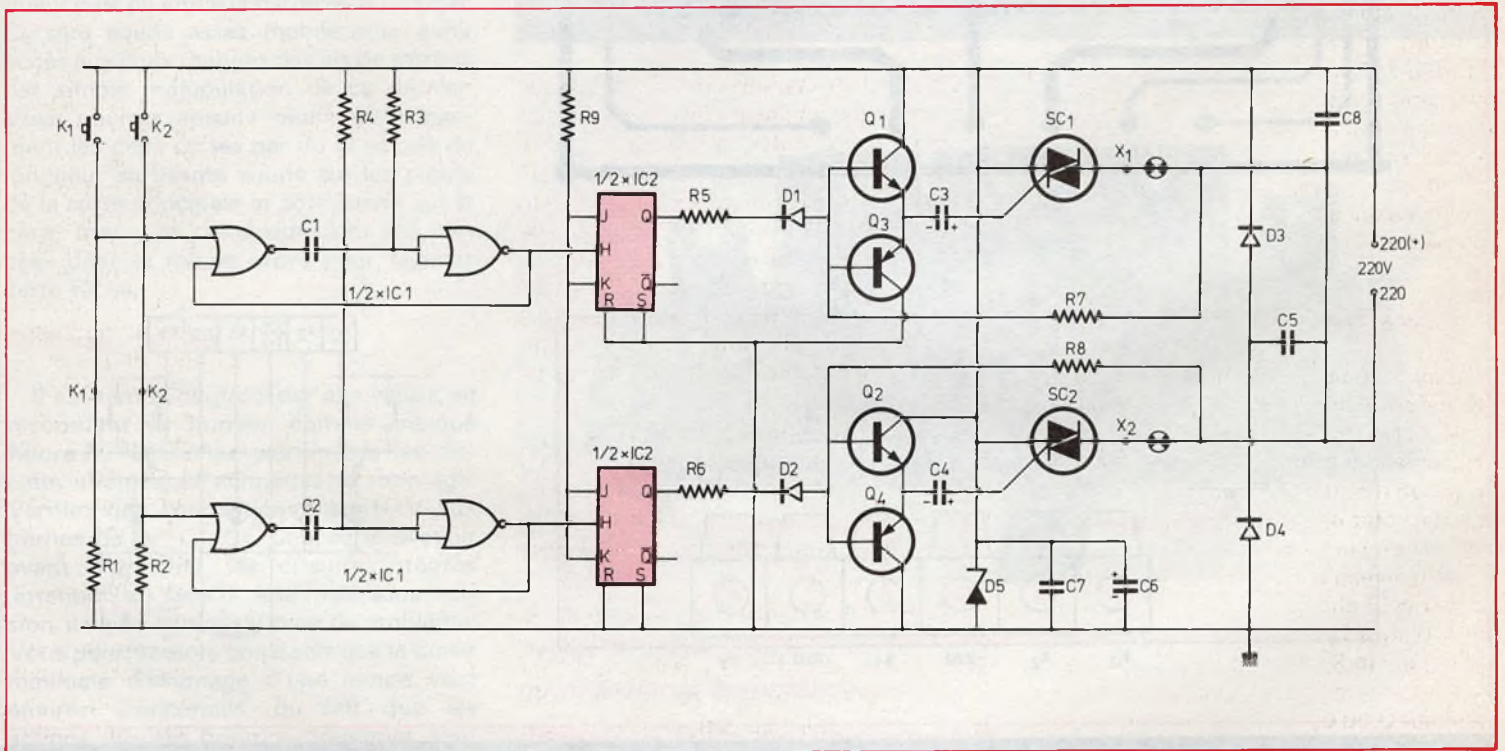 K1
K2
R4
R3
R9
Q1
SC1
X1
C8
1/2×IC2
J
Q
H
K
Q̅
R
S
R5
D1
Q3
C3
-
+
C1
1/2×IC1
D3
220(+)
220V
220
C5
R7
R8
K1
K2
Q2
SC2
X2
1/2×IC2
J
Q
H
K
Q̅
R
S
R6
D2
Q4
C4
-
+
C2
1/2×IC1
R1
R2
D5
C7
+
-
C6
D4